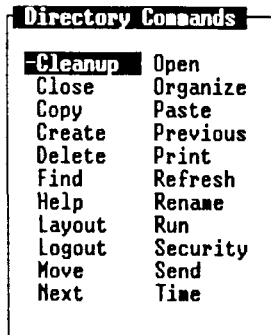 Directory Commands
-Cleanup Open
Close Organize
Copy Paste
Create Previous
Delete Print
Find Refresh
Help Rename
Layout Run
Logout Security
Move Send
Next Time